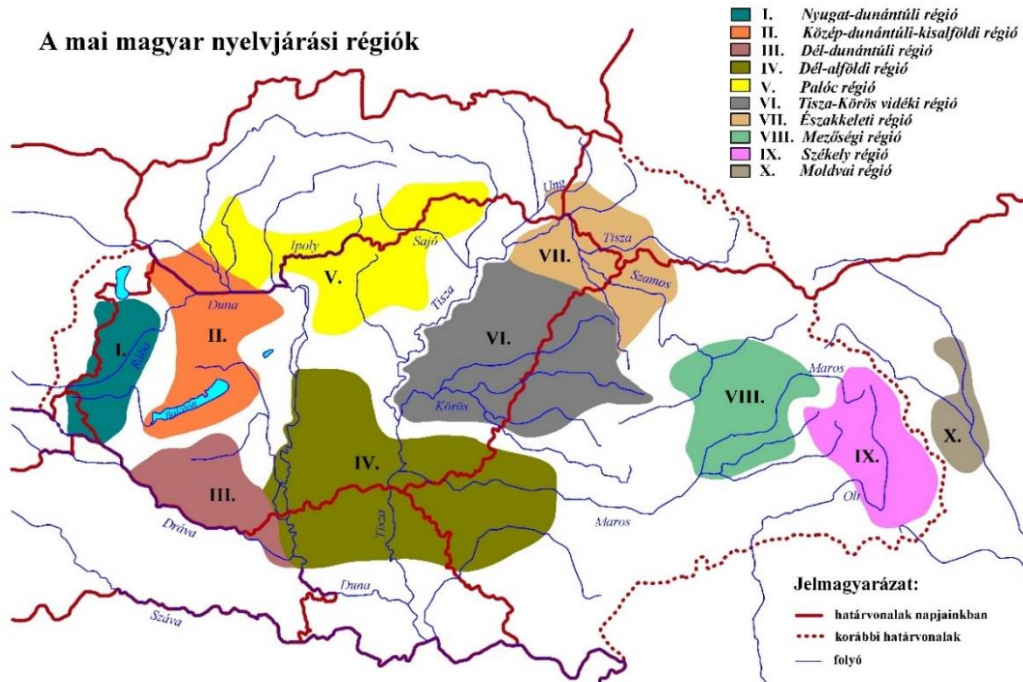 A mai magyar nyelvjárási régiók
I. Nyugat-dunántúli régió
II. Közép-dunántúli-kisalföldi régió
III. Dél-dunántúli régió
IV. Dél-alföldi régió
V. Palóc régió
VI. Tisza-Körös vidéki régió
VII. Északkeleti régió
VIII. Mezőségi régió
IX. Székely régió
X. Moldvai régió
Ung
Ipoly
Sajó
Tisza
VII.
V.
Szamos
Tisza
Duna
II.
VI.
I.
Rába
Maros
Balaton
Körös
VIII.
X.
IV.
IX.
III.
Olt
Dráva
Tisza
Maros
Duna
Száva
Jelmagyarázat:
határvonalak napjainkban
korábbi határvonalak
folyó